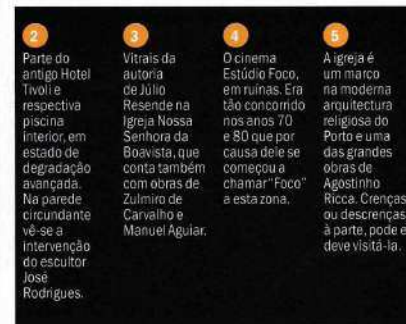 2
Parte do
antigo Hotel
Tivoli e
respectiva
piscina
interior, em
estado de
degradação
avançada.
Na parede
circundante
vê-se a
intervenção
do escultor
José
Rodrigues.
3
Vitrais da
autoria
de Júlio
Resende na
Igreja Nossa
Senhora da
Boavista, que
conta também
com obras de
Zulmiro de
Carvalho e
Manuel Aguiar.
4
O cinema
Estúdio Foco,
em ruínas. Era
tão concorrido
nos anos 70
e 80 que por
causa dele se
começou a
chamar "Foco"
a esta zona.
5
A igreja é
um marco
na moderna
arquitetura
religiosa do
Porto e uma
das grandes
obras de
Agostinho
Ricca. Crenças
ou descrenças
à parte, pode e
deve visitá-la.